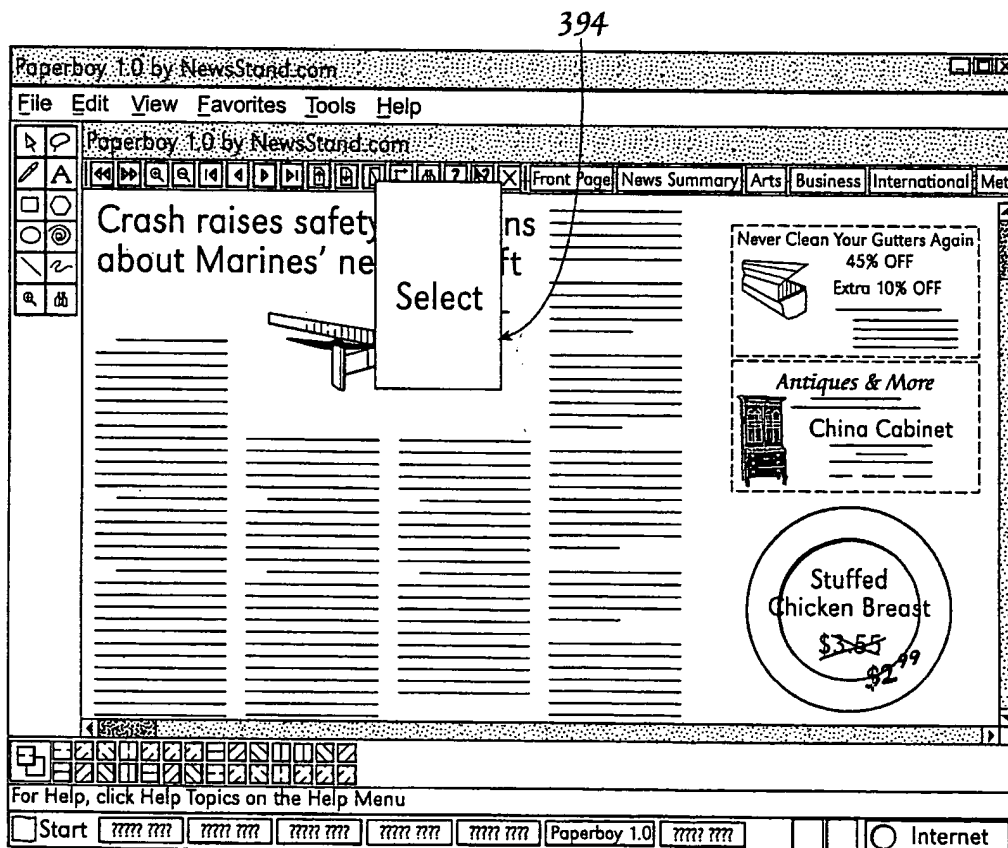 394
Paperboy 1.0 by NewsStand.com
File Edit View Favorites Tools Help
Paperboy 1.0 by NewsStand.com
A ? ? Front Page News Summary Arts Business International
Crash raises safety
about Marines'
Select
Never Clean Your Gutters Again
45% OFF
Extra 10% OFF
Antiques & More
China Cabinet
Stuffed
Chicken Breast
$3.55
$2.99
For Help, click Help Topics on the Help Menu
Start ????? ???? ????? ???? ????? ???? ????? ???? ????? ???? Paperboy 1.0 ????? ???? Internet